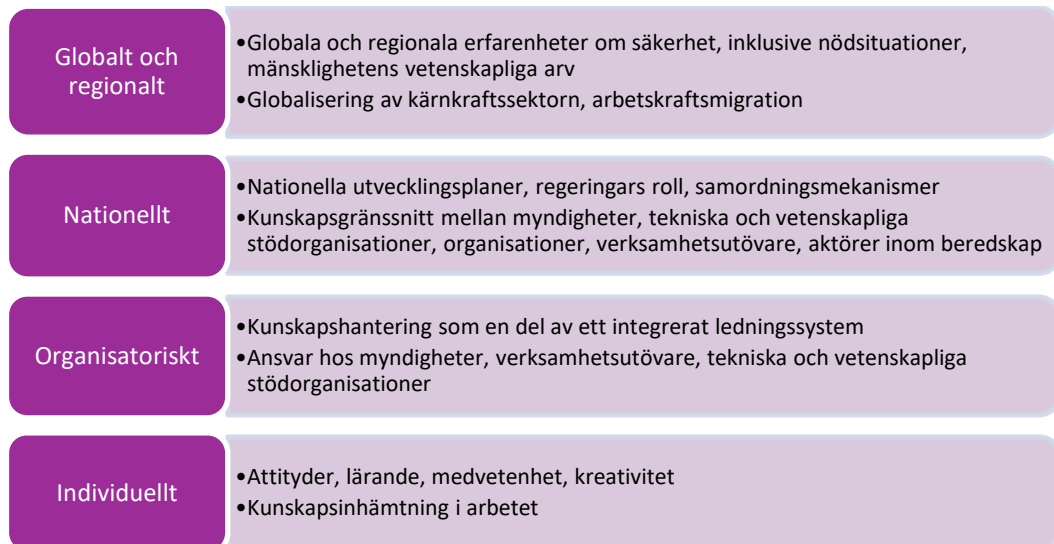 Globalt och
regionalt
•Globala och regionala erfarenheter om säkerhet, inklusive nödsituationer,
mänsklighetens vetenskapliga arv
•Globalisering av kärnkraftssektorn, arbetskraftsmigration
Nationellt
•Nationella utvecklingsplaner, regeringars roll, samordningsmekanismer
•Kunskapsgränssnitt mellan myndigheter, tekniska och vetenskapliga
stödorganisationer, organisationer, verksamhetsutövare, aktörer inom beredskap
Organisatoriskt
•Kunskapshantering som en del av ett integrerat ledningssystem
•Ansvar hos myndigheter, verksamhetsutövare, tekniska och vetenskapliga
stödorganisationer
Individuellt
•Attityder, lärande, medvetenhet, kreativitet
•Kunskapsinhämtning i arbetet